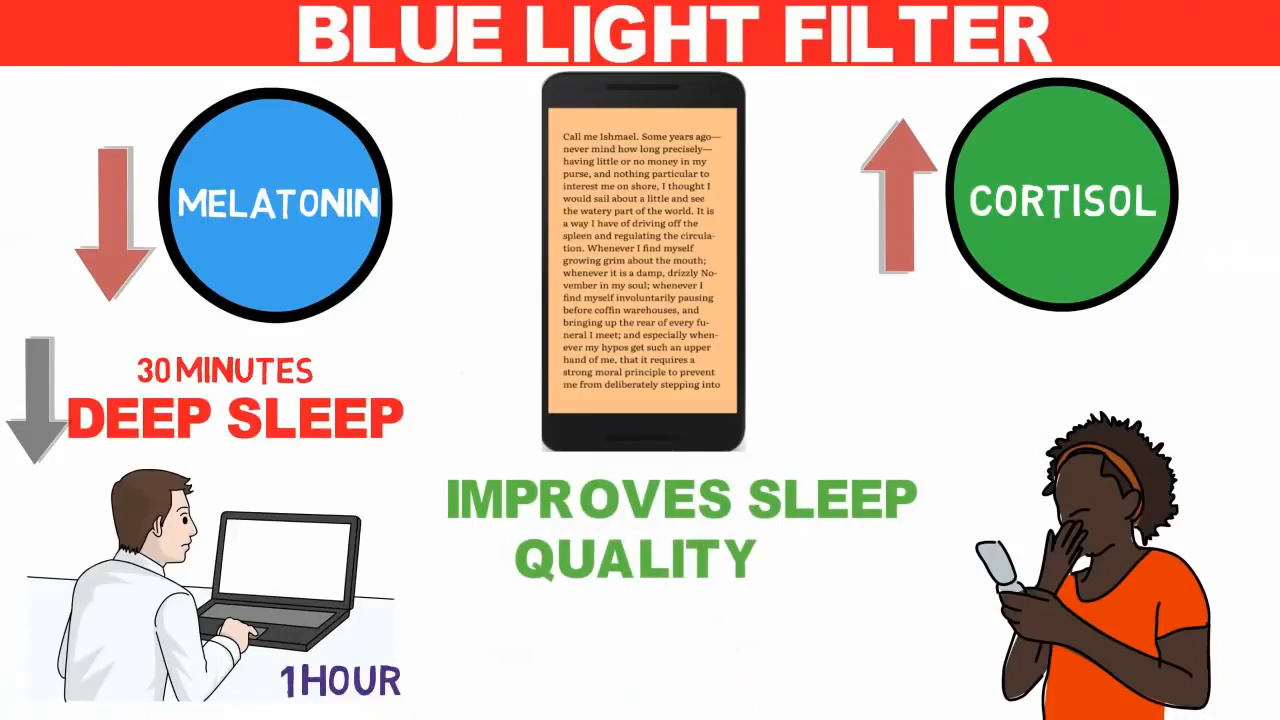 BLUE LIGHT FILTER
MELATONIN
CORTISOL
Call me Ishmael. Some years ago—
never mind how long precisely—
having little or no money in my
purse, and nothing particular to
interest me on shore, I thought I
would sail about a little and see
the watery part of the world. It is
a way I have of driving off the
spleen and regulating the circula-
tion. Whenever I find myself
growing grim about the mouth;
whenever it is a damp, drizzly No-
vember in my soul; whenever I
find myself involuntarily pausing
before coffin warehouses, and
bringing up the rear of every fu-
neral I meet; and especially when-
ever my hypos get such an upper
hand of me, that it requires a
strong moral principle to prevent
me from deliberately stepping into
30 MINUTES
DEEP SLEEP
IMPROVES SLEEP
QUALITY
1 HOUR